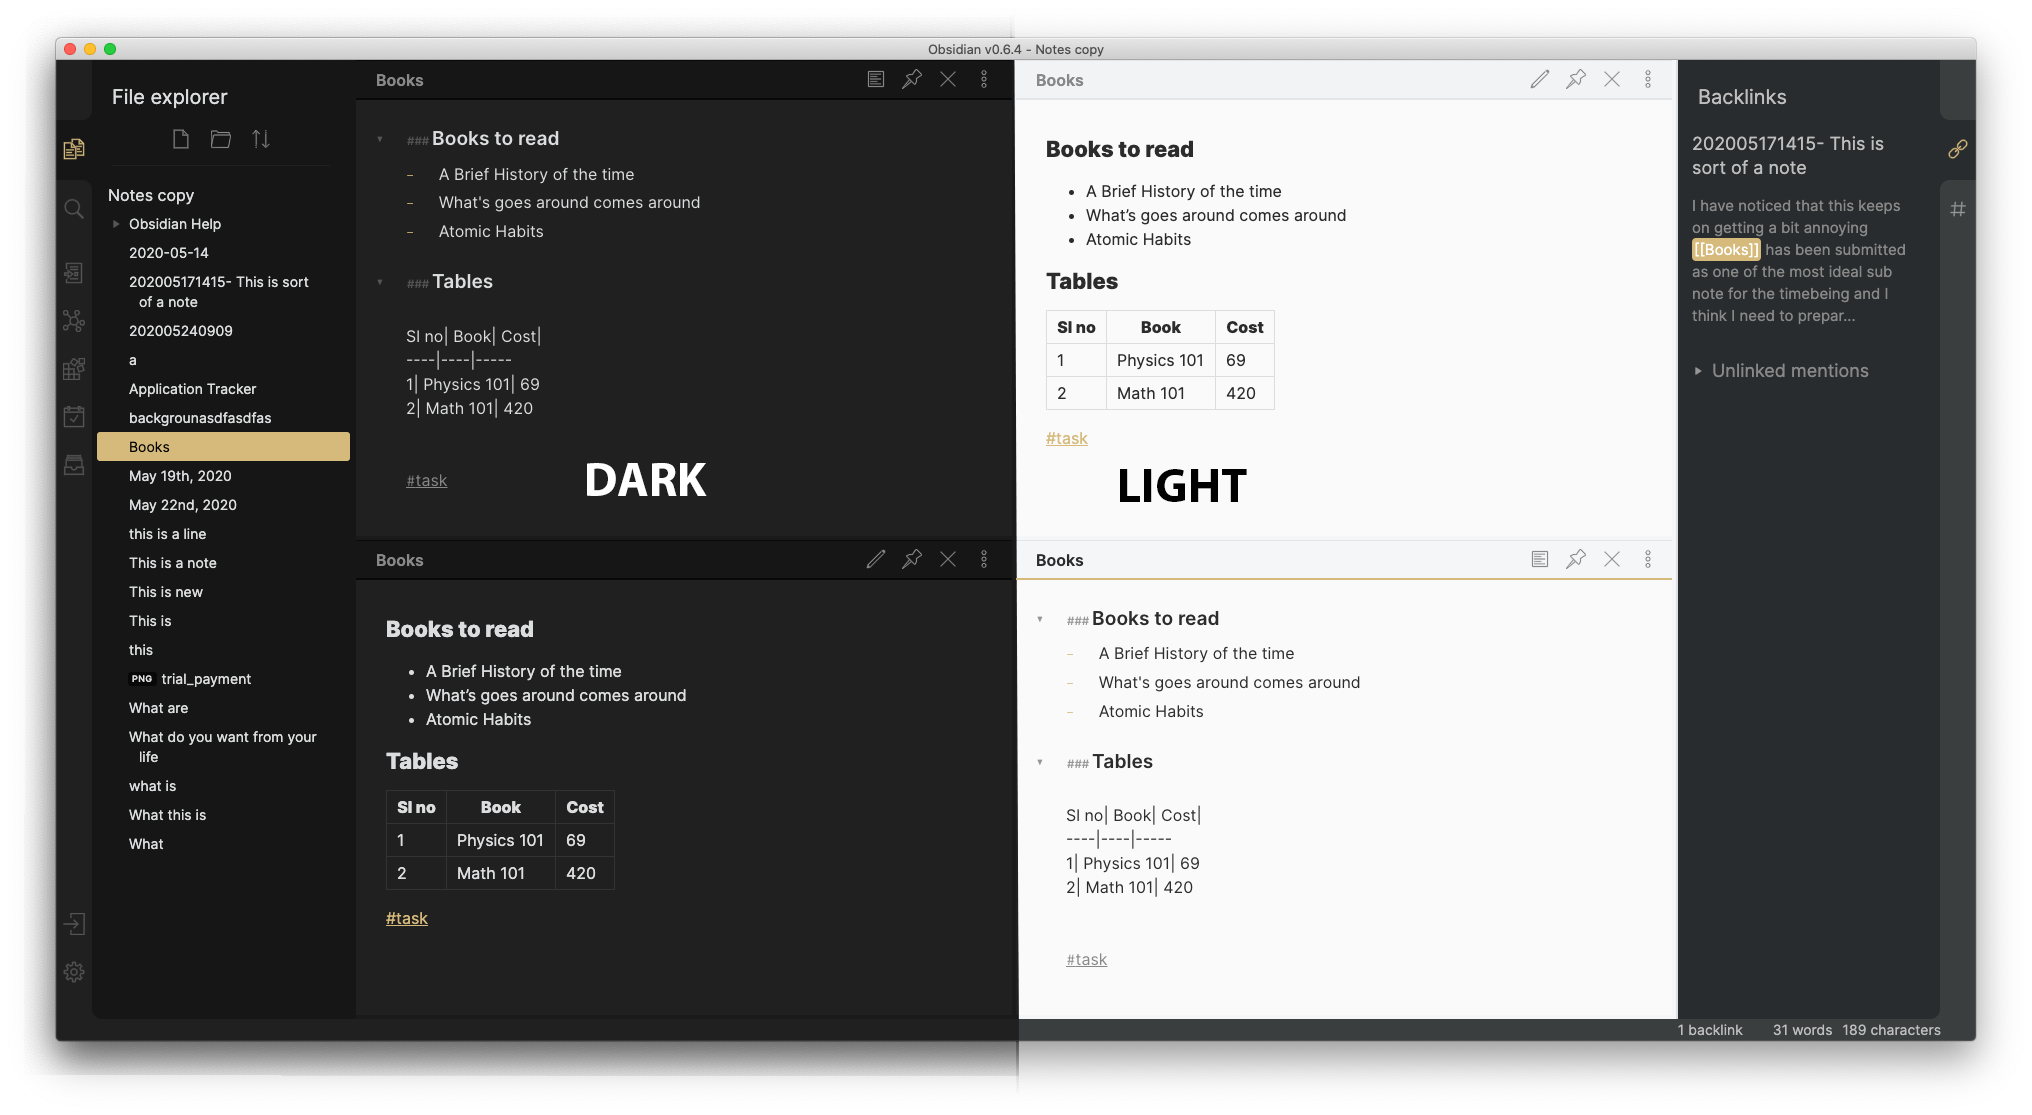 Obsidian v0.6.4 - Notes copy
File explorer
Notes copy
Obsidian Help
2020-05-14
202005171415- This is sort
of a note
202005240909
a
Application Tracker
backgrounasdfasdfas
Books
May 19th, 2020
May 22nd, 2020
this is a line
This is a note
This is new
This is
this
PNG trial_payment
What are
What do you want from your
life
what is
What this is
What
Books
### Books to read
- A Brief History of the time
- What's goes around comes around
- Atomic Habits
### Tables
Sl no| Book| Cost|
----|----|-----
1| Physics 101| 69
2| Math 101| 420
#task
DARK
Books
Books to read
• A Brief History of the time
• What’s goes around comes around
• Atomic Habits
Tables
Sl no Book Cost
1 Physics 101 69
2 Math 101 420
#task
Books
Books to read
• A Brief History of the time
• What’s goes around comes around
• Atomic Habits
Tables
Sl no Book Cost
1 Physics 101 69
2 Math 101 420
#task
LIGHT
Books
### Books to read
- A Brief History of the time
- What's goes around comes around
- Atomic Habits
### Tables
Sl no| Book| Cost|
----|----|-----
1| Physics 101| 69
2| Math 101| 420
#task
Backlinks
202005171415- This is
sort of a note
I have noticed that this keeps
on getting a bit annoying
[[Books]] has been submitted
as one of the most ideal sub
note for the timebeing and I
think I need to prepar...
Unlinked mentions
1 backlink 31 words 189 characters